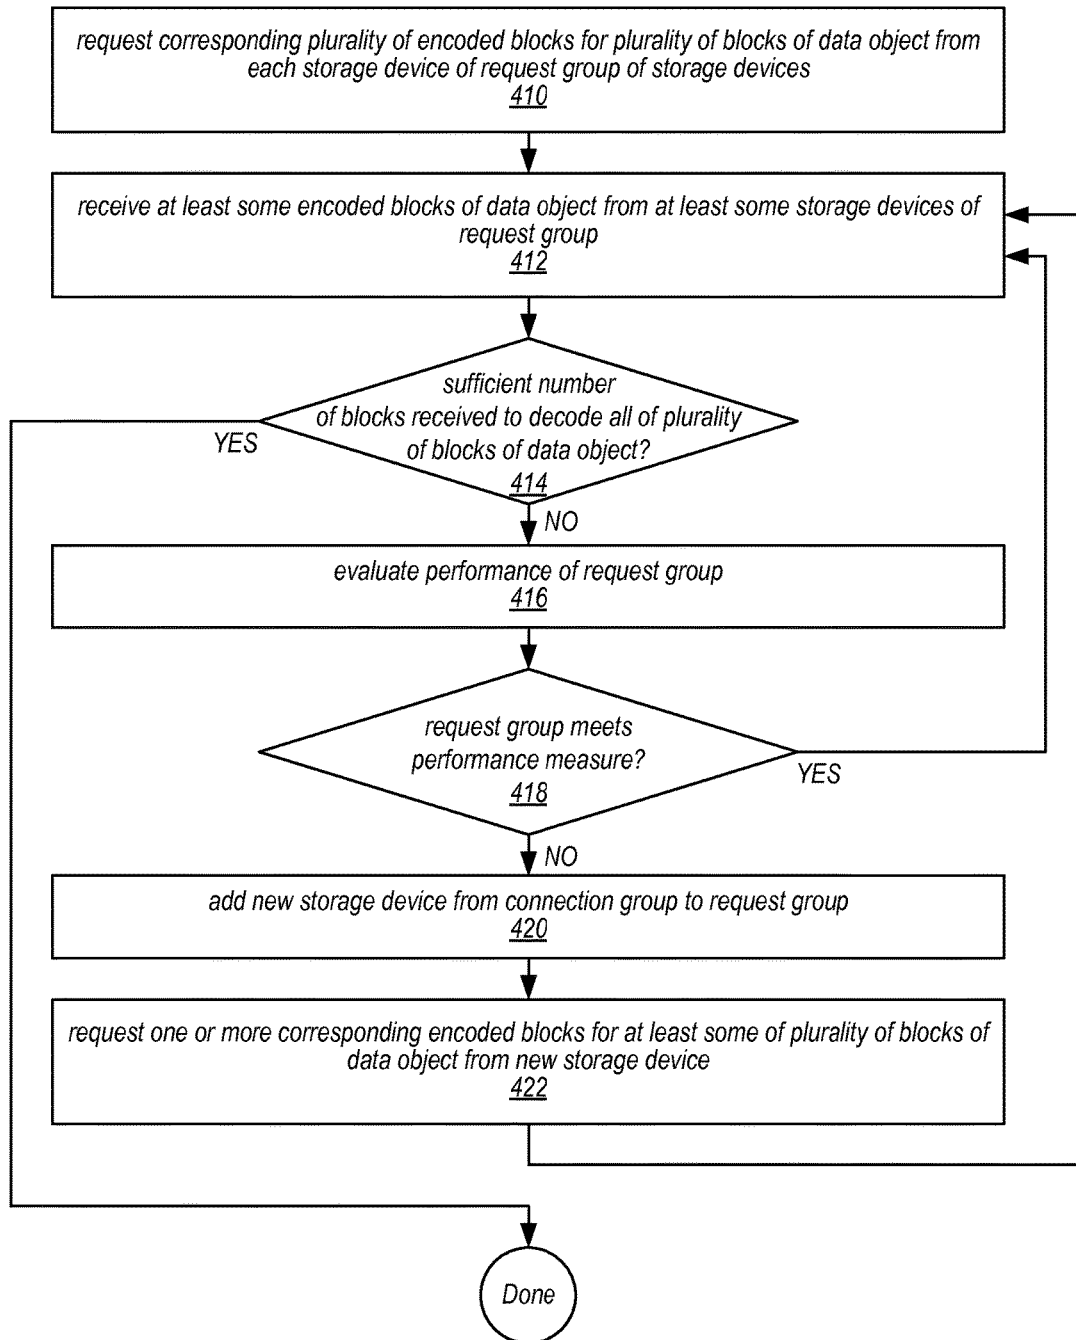 request corresponding plurality of encoded blocks for plurality of blocks of data object from
each storage device of request group of storage devices
410
receive at least some encoded blocks of data object from at least some storage devices of
request group
412
sufficient number
of blocks received to decode all of plurality
of blocks of data object?
414
YES
NO
evaluate performance of request group
416
request group meets
performance measure?
418
YES
NO
add new storage device from connection group to request group
420
request one or more corresponding encoded blocks for at least some of plurality of blocks of
data object from new storage device
422
Done